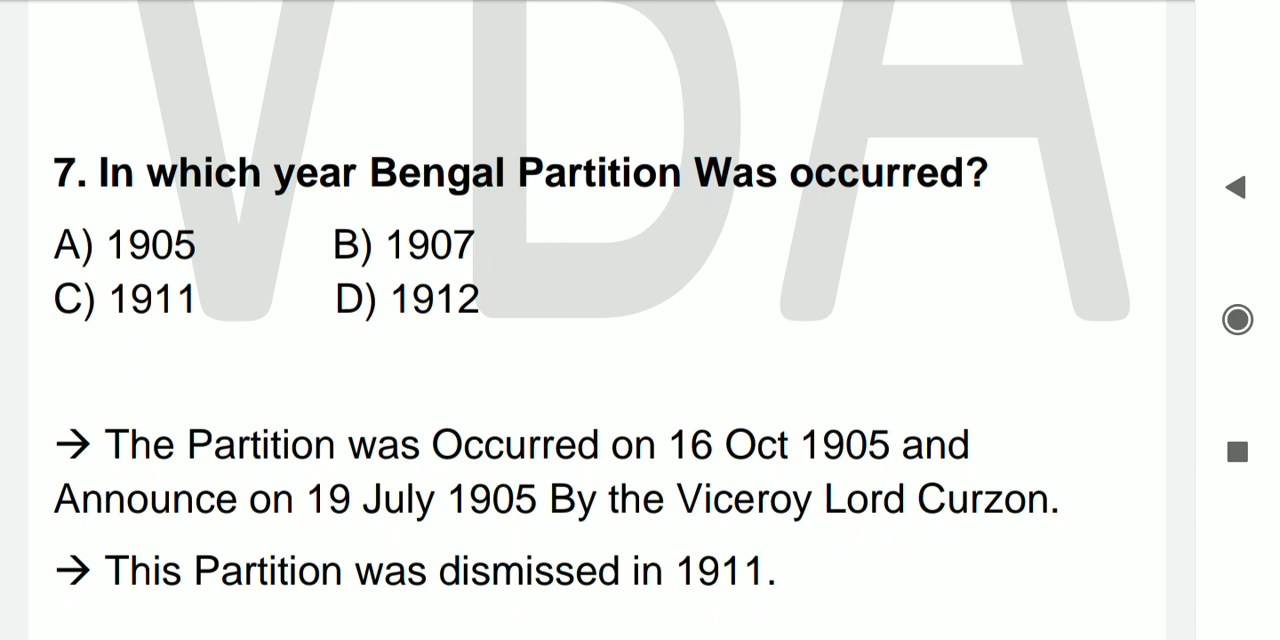 VDA
7. In which year Bengal Partition Was occurred?
A) 1905 B) 1907
C) 1911 D) 1912
→ The Partition was Occurred on 16 Oct 1905 and
Announce on 19 July 1905 By the Viceroy Lord Curzon.
→ This Partition was dismissed in 1911.